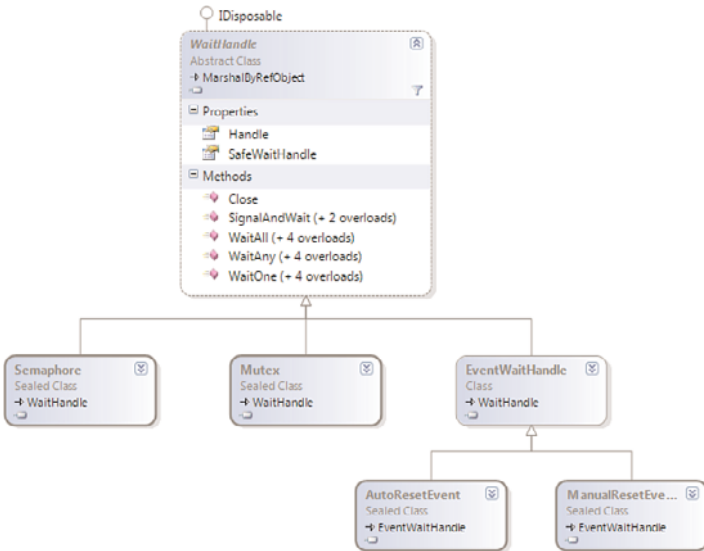 IDisposable
WaitHandle
Abstract Class
MarshalByRefObject
Properties
Handle
SafeWaitHandle
Methods
Close
SignalAndWait (+ 2 overloads)
WaitAll (+ 4 overloads)
WaitAny (+ 4 overloads)
WaitOne (+ 4 overloads)
Semaphore
Sealed Class
WaitHandle
Mutex
Sealed Class
WaitHandle
EventWaitHandle
Class
WaitHandle
AutoResetEvent
Sealed Class
EventWaitHandle
ManualResetEve...
Sealed Class
EventWaitHandle